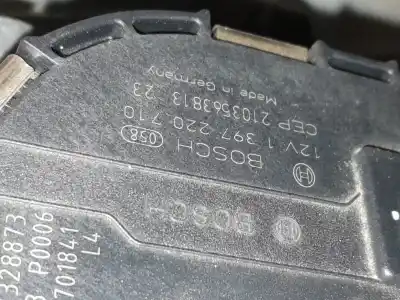 BOSCH 058
12V 1 397 220 710
CEP 2103563813 23
Made in Germany
BOSCH
328873
P0006
701841
L4